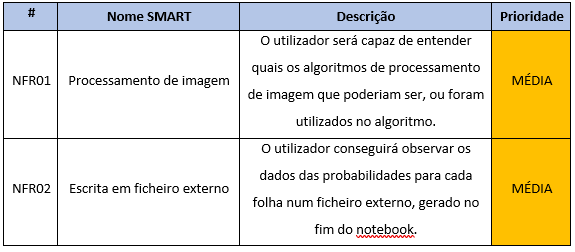 # Nome SMART Descrição Prioridade
NFR01 Processamento de imagem O utilizador será capaz de entender
quais os algoritmos de processamento
de imagem que poderiam ser, ou foram
utilizados no algoritmo. MÉDIA
NFR02 Escrita em ficheiro externo O utilizador conseguirá observar os
dados das probabilidades para cada
folha num ficheiro externo, gerado no
fim do notebook. MÉDIA